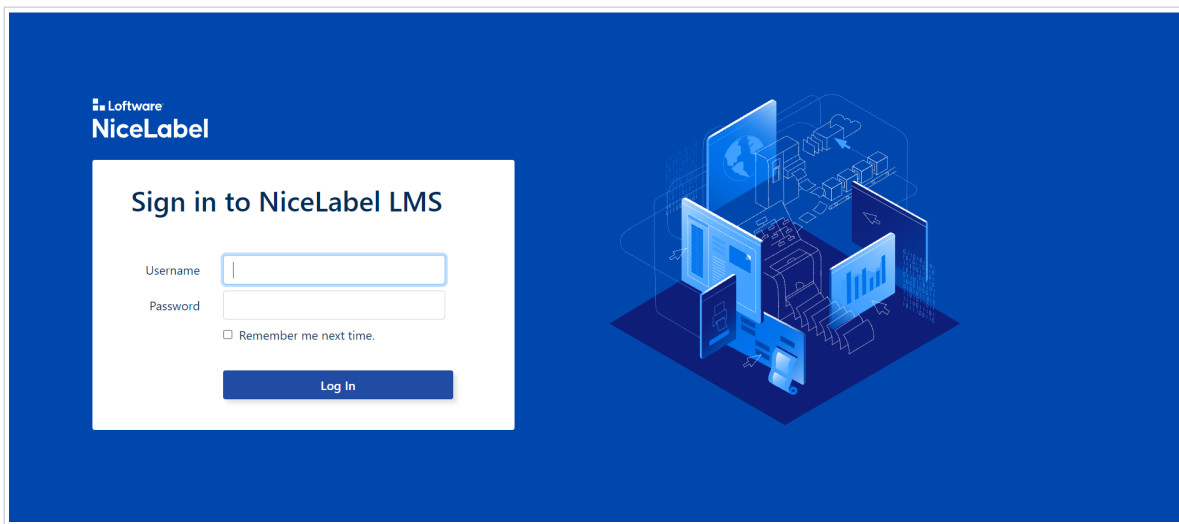 Loftware
NiceLabel
Sign in to NiceLabel LMS
Username
Password
Remember me next time.
Log In